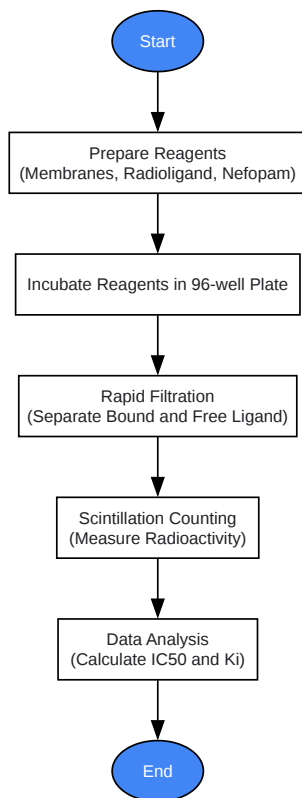 Start
Prepare Reagents
(Membranes, Radioligand, Nefopam)
Incubate Reagents in 96-well Plate
Rapid Filtration
(Separate Bound and Free Ligand)
Scintillation Counting
(Measure Radioactivity)
Data Analysis
(Calculate IC50 and Ki)
End